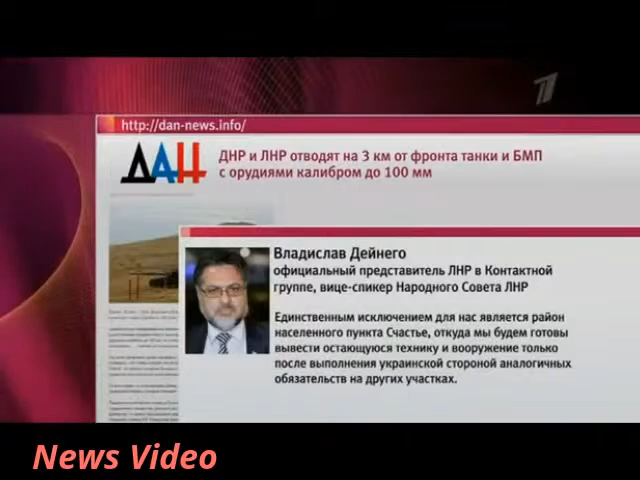 http://dan-news.info/
ДАН
ДНР и ЛНР отводят на 3 км от фронта танки и БМП
с орудиями калибром до 100 мм
Владислав Дейнего
официальный представитель ЛНР в Контактной
группе, вице-спикер Народного Совета ЛНР
Единственным исключением для нас является район
населенного пункта Счастье, откуда мы будем готовы
вывести остающуюся технику и вооружение только
после выполнения украинской стороной аналогичных
обязательств на других участках.
News Video